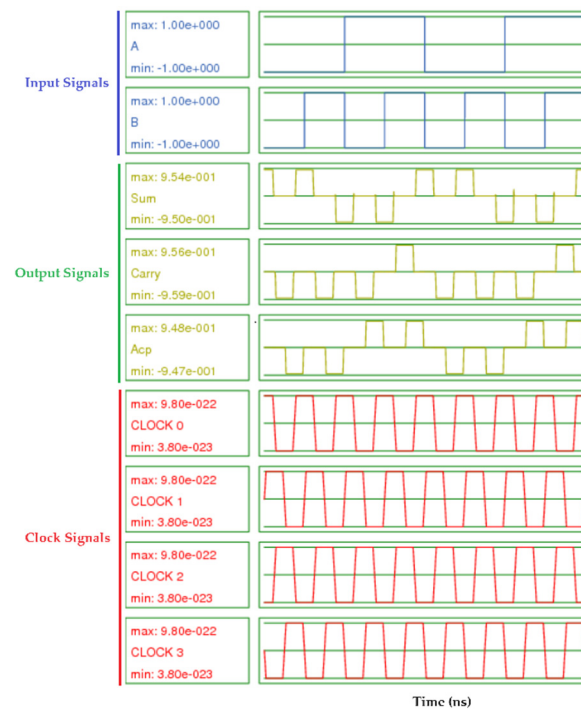 Input Signals
max: 1.00e+000
A
min: -1.00e+000
max: 1.00e+000
B
min: -1.00e+000
Output Signals
max: 9.54e-001
Sum
min: -9.50e-001
max: 9.56e-001
Carry
min: -9.59e-001
max: 9.48e-001
Acp
min: -9.47e-001
Clock Signals
max: 9.80e-022
CLOCK 0
min: 3.80e-023
max: 9.80e-022
CLOCK 1
min: 3.80e-023
max: 9.80e-022
CLOCK 2
min: 3.80e-023
max: 9.80e-022
CLOCK 3
min: 3.80e-023
Time (ns)